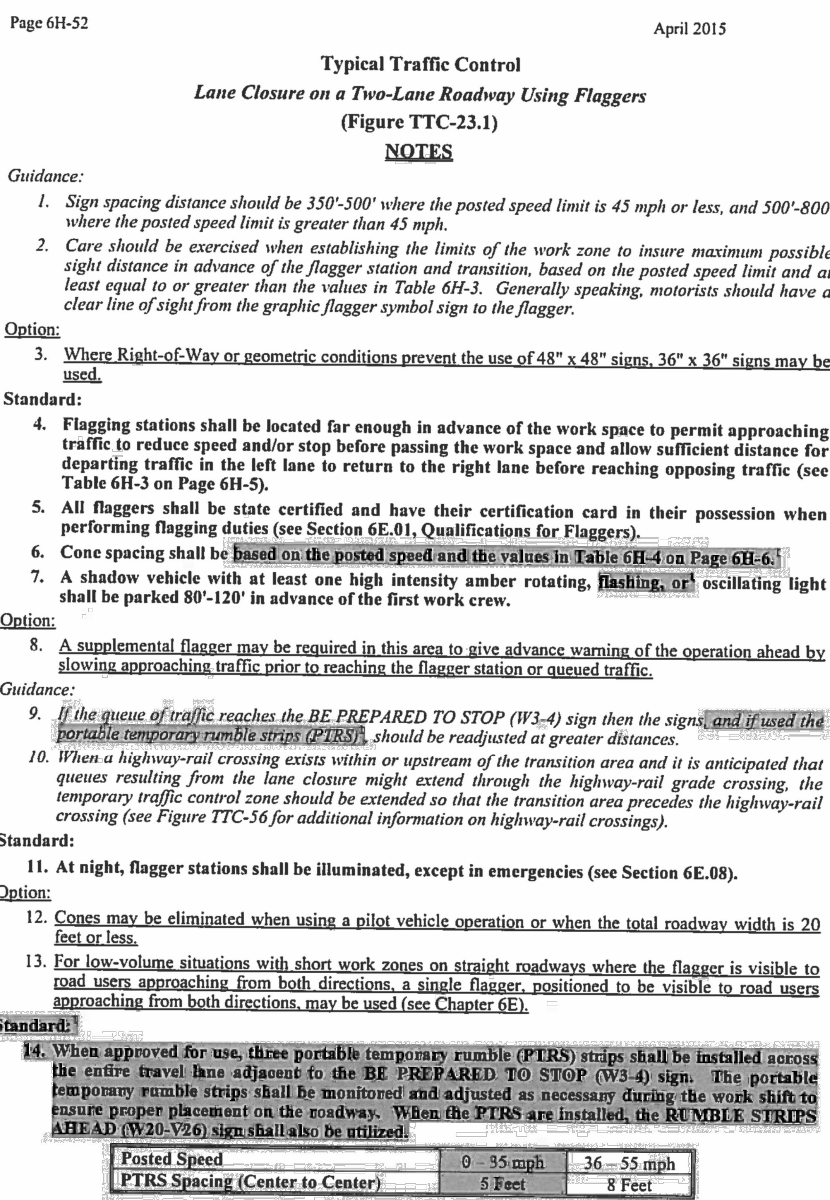 Page 6H-52
April 2015
Typical Traffic Control
Lane Closure on a Two-Lane Roadway Using Flaggers
(Figure TTC-23.1)
NOTES
Guidance:
1. Sign spacing distance should be 350'-500' where the posted speed limit is 45 mph or less, and 500'-800
where the posted speed limit is greater than 45 mph.
2. Care should be exercised when establishing the limits of the work zone to insure maximum possible
sight distance in advance of the flagger station and transition, based on the posted speed limit and at
least equal to or greater than the values in Table 6H-3. Generally speaking, motorists should have a
clear line of sight from the graphic flagger symbol sign to the flagger.
Option:
3. Where Right-of-Way or geometric conditions prevent the use of 48" x 48" signs, 36" x 36" signs may be
used.
Standard:
4. Flagging stations shall be located far enough in advance of the work space to permit approaching
traffic to reduce speed and/or stop before passing the work space and allow sufficient distance for
departing traffic in the left lane to return to the right lane before reaching opposing traffic (see
Table 6H-3 on Page 6H-5).
5. All flaggers shall be state certified and have their certification card in their possession when
performing flagging duties (see Section 6E.01, Qualifications for Flaggers).
6. Cone spacing shall be based on the posted speed and the values in Table 6H-4 on Page 6H-6.¹
7. A shadow vehicle with at least one high intensity amber rotating, flashing, or¹ oscillating light
shall be parked 80'-120' in advance of the first work crew.
Option:
8. A supplemental flagger may be required in this area to give advance warning of the operation ahead by
slowing approaching traffic prior to reaching the flagger station or queued traffic.
Guidance:
9. If the queue of traffic reaches the BE PREPARED TO STOP (W3-4) sign then the signs, and if used the
portable temporary rumble strips (PTRS)¹, should be readjusted at greater distances.
10. When a highway-rail crossing exists within or upstream of the transition area and it is anticipated that
queues resulting from the lane closure might extend through the highway-rail grade crossing, the
temporary traffic control zone should be extended so that the transition area precedes the highway-rail
crossing (see Figure TTC-56 for additional information on highway-rail crossings).
Standard:
11. At night, flagger stations shall be illuminated, except in emergencies (see Section 6E.08).
Option:
12. Cones may be eliminated when using a pilot vehicle operation or when the total roadway width is 20
feet or less.
13. For low-volume situations with short work zones on straight roadways where the flagger is visible to
road users approaching from both directions, a single flagger, positioned to be visible to road users
approaching from both directions, may be used (see Chapter 6E).
Standard:¹
14. When approved for use, three portable temporary rumble (PTRS) strips shall be installed across
the entire travel lane adjacent to the BE PREPARED TO STOP (W3-4) sign. The portable
temporary rumble strips shall be monitored and adjusted as necessary during the work shift to
ensure proper placement on the roadway. When the PTRS are installed, the RUMBLE STRIPS
AHEAD (W20-V26) sign shall also be utilized.
Posted Speed 0 – 35 mph 36 – 55 mph
PTRS Spacing (Center to Center) 5 Feet 8 Feet